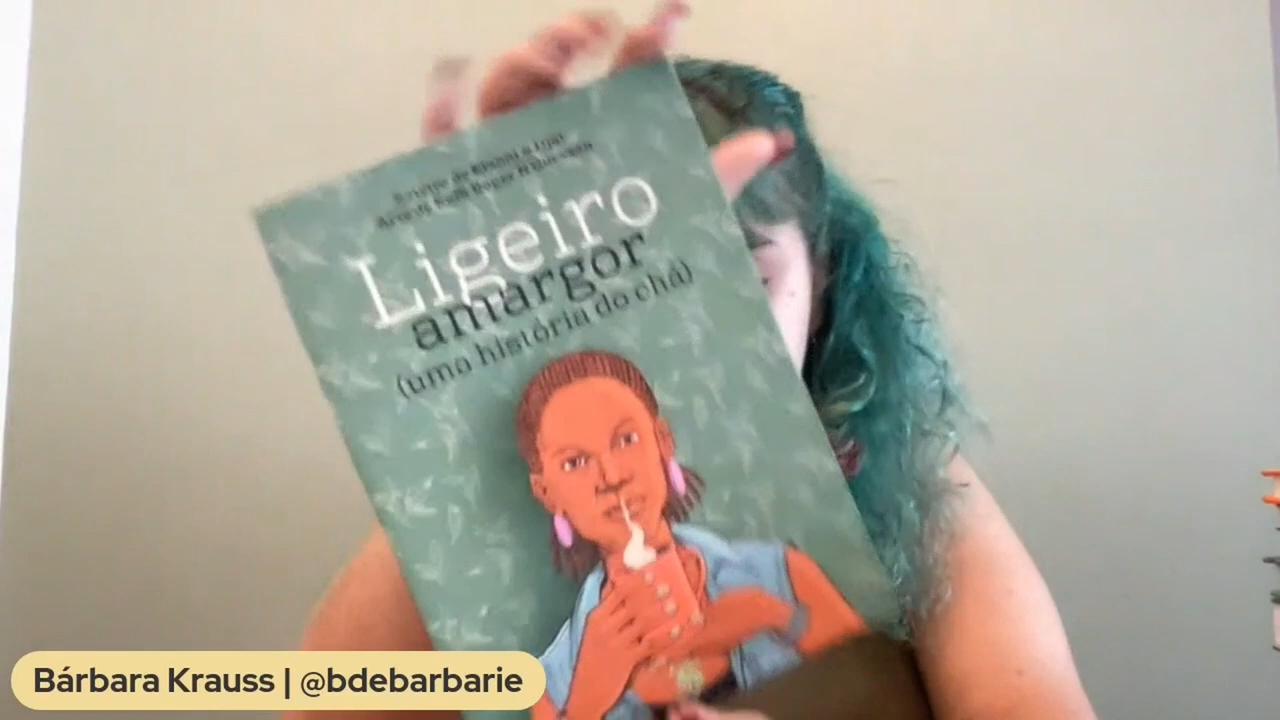 Ligeiro
amargor
(uma história do chá)
Bárbara Krauss | @bdebarbarie